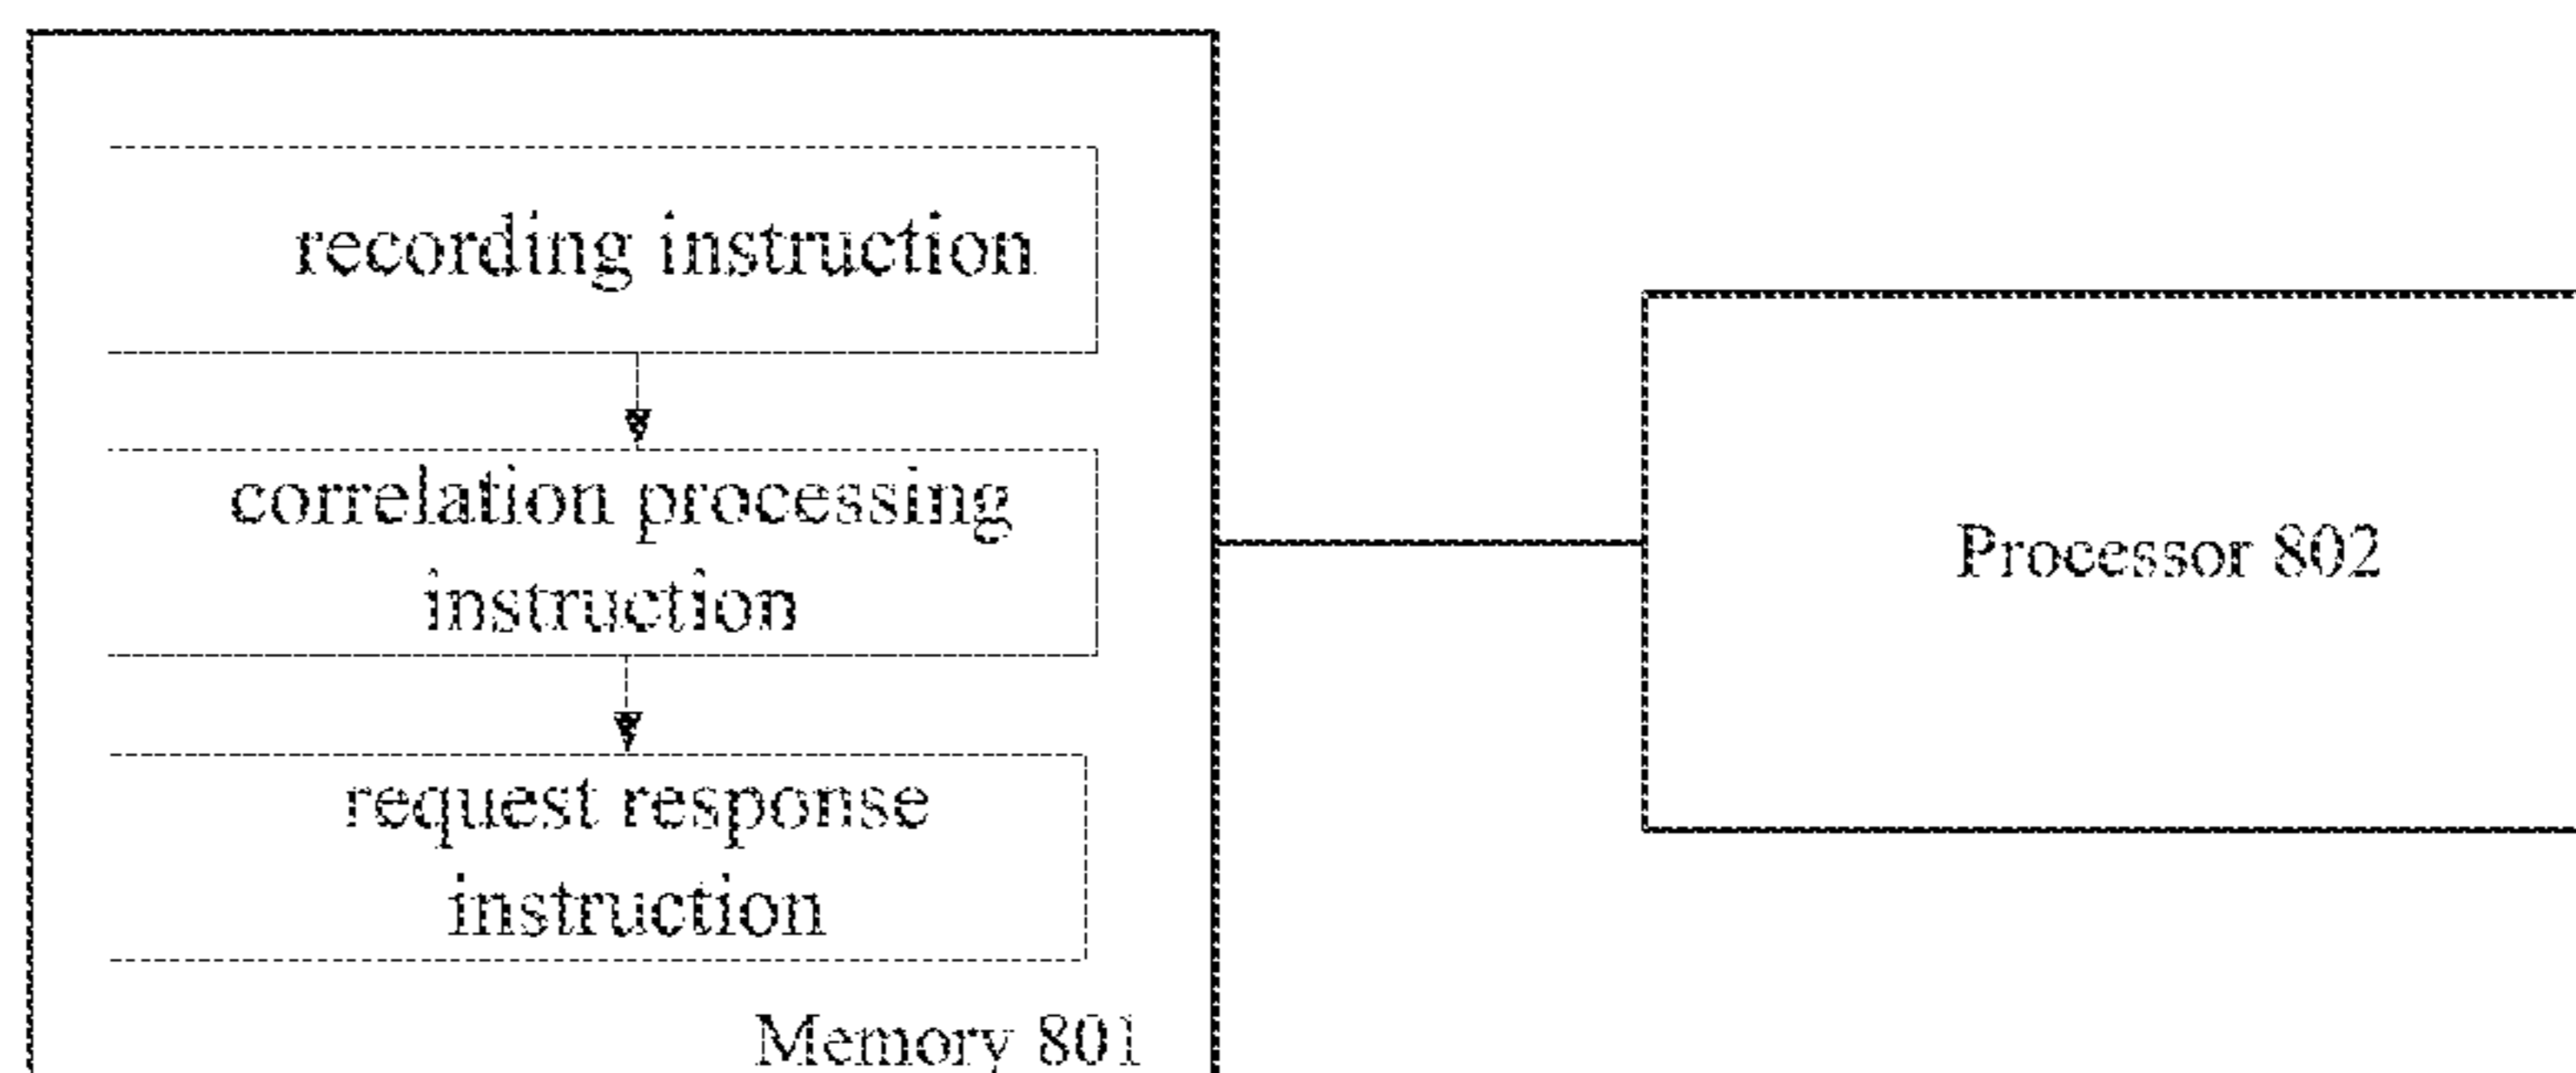 recording instruction
correlation processing
instruction
request response
instruction
Memory 801
Processor 802